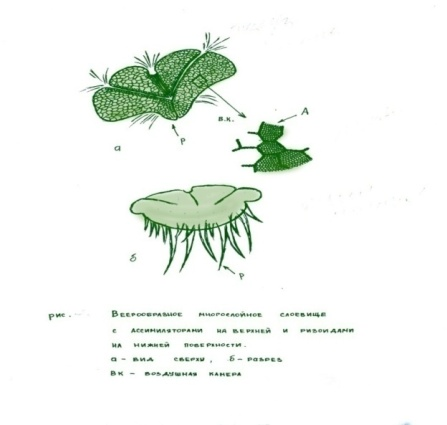 в.к.
А
а
р
б
р
рис.
Веерообразное многослойное слоевище
с ассимиляторами на верхней и ризоидами
на нижней поверхности.
а - вид сверху, б - разрез
вк - воздушная камера